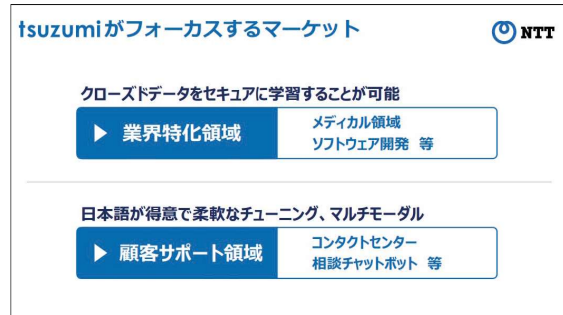 tsuzumiがフォーカスするマーケット
NTT
クローズドデータをセキュアに学習することが可能
▶ 業界特化領域
メディカル領域
ソフトウェア開発 等
日本語が得意で柔軟なチューニング、マルチモーダル
▶ 顧客サポート領域
コンタクトセンター
相談チャットボット 等